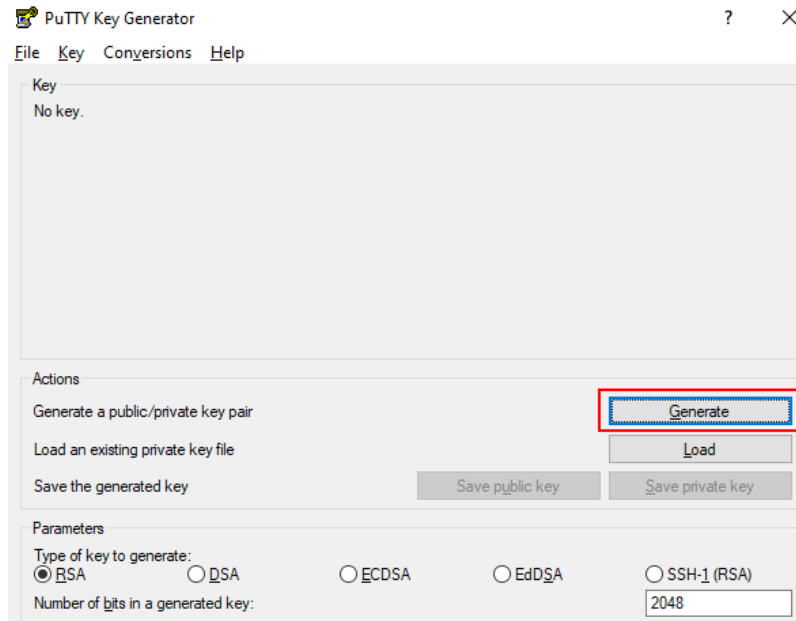 PuTTY Key Generator ?
File Key Conversions Help
Key
No key.
Actions
Generate a public/private key pair Generate
Load an existing private key file Load
Save the generated key Save public key Save private key
Parameters
Type of key to generate:
RSA DSA ECDSA EdDSA SSH-1 (RSA)
Number of bits in a generated key: 2048